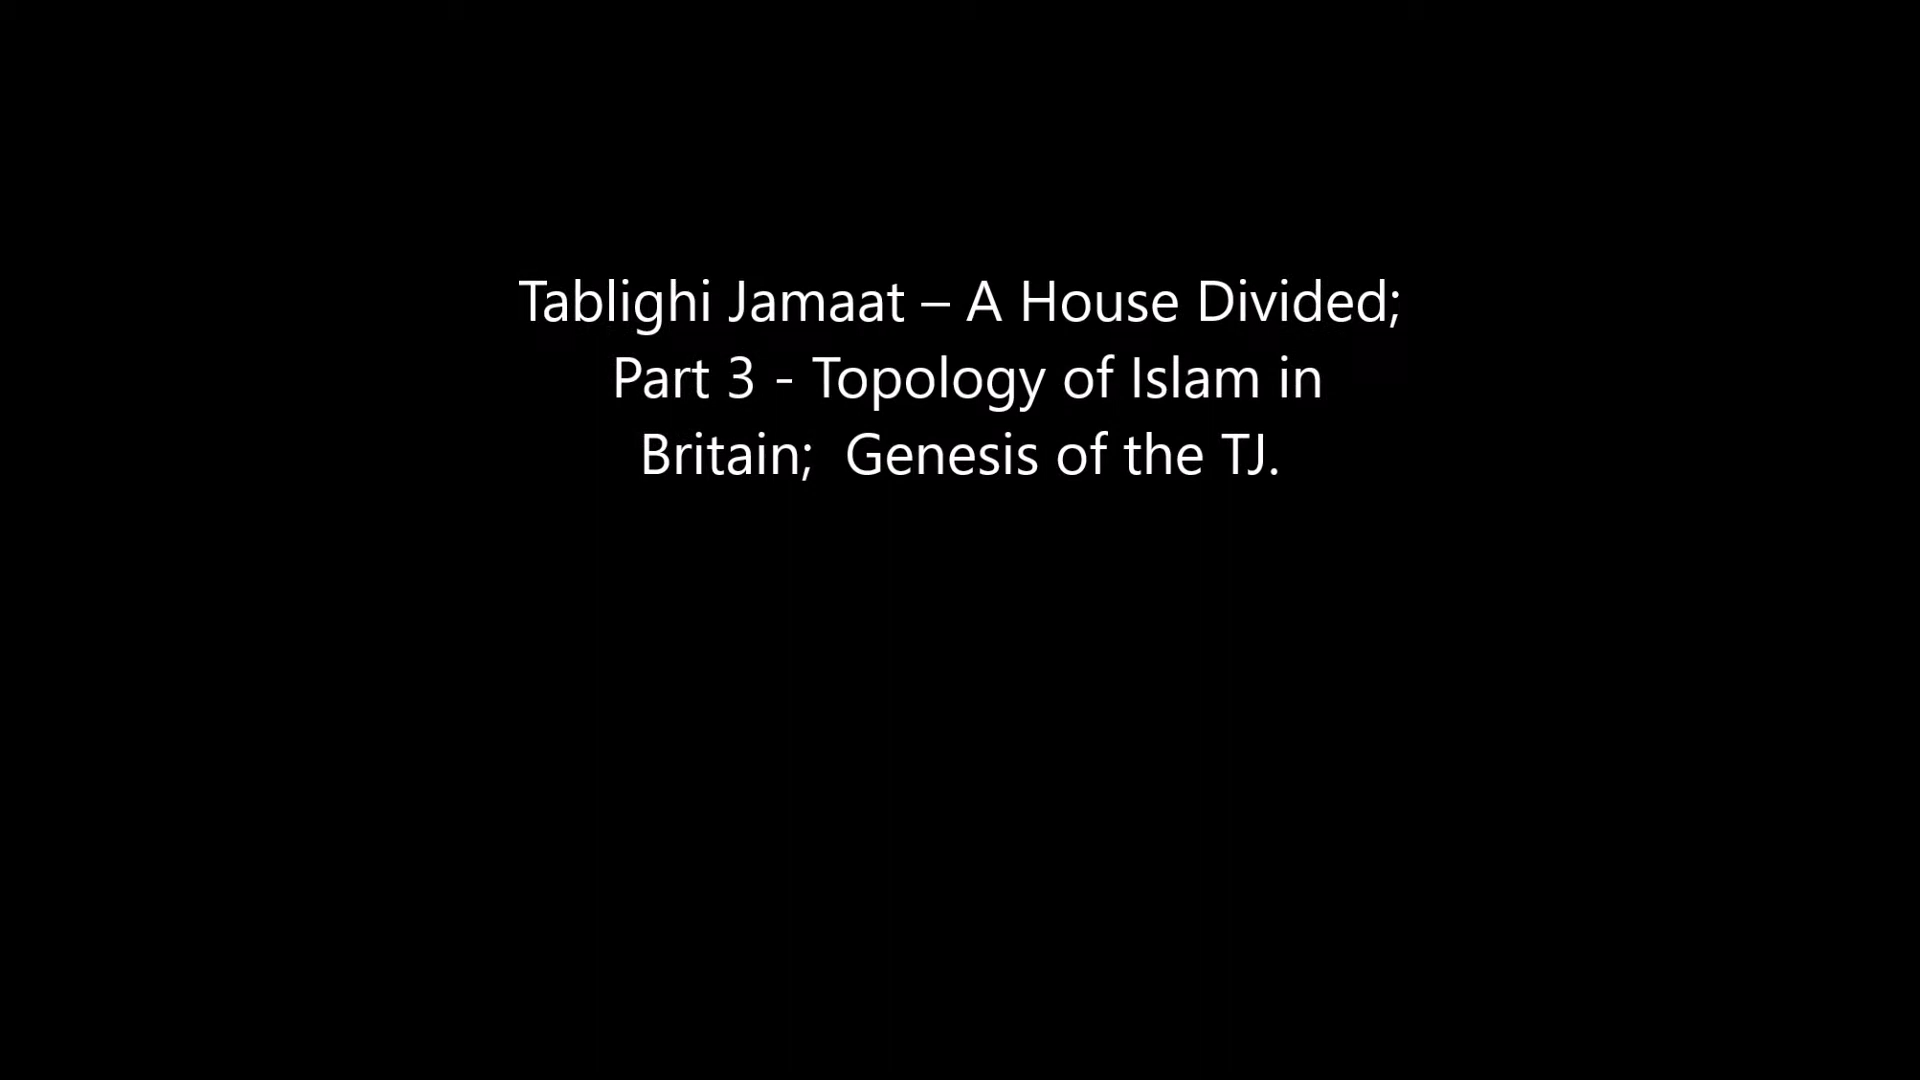 Tablighi Jamaat – A House Divided;
Part 3 - Topology of Islam in
Britain;  Genesis of the TJ.